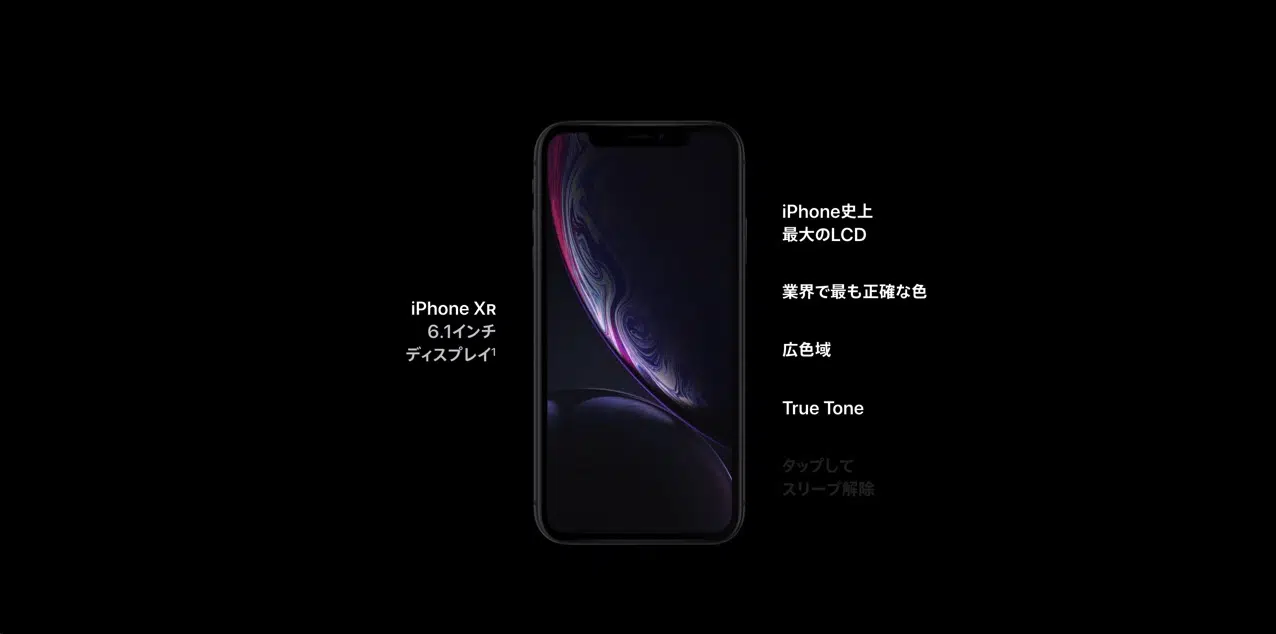 iPhone XR
6.1インチ
ディスプレイ¹
iPhone史上
最大のLCD
業界で最も正確な色
広色域
True Tone
タップして
スリープ解除